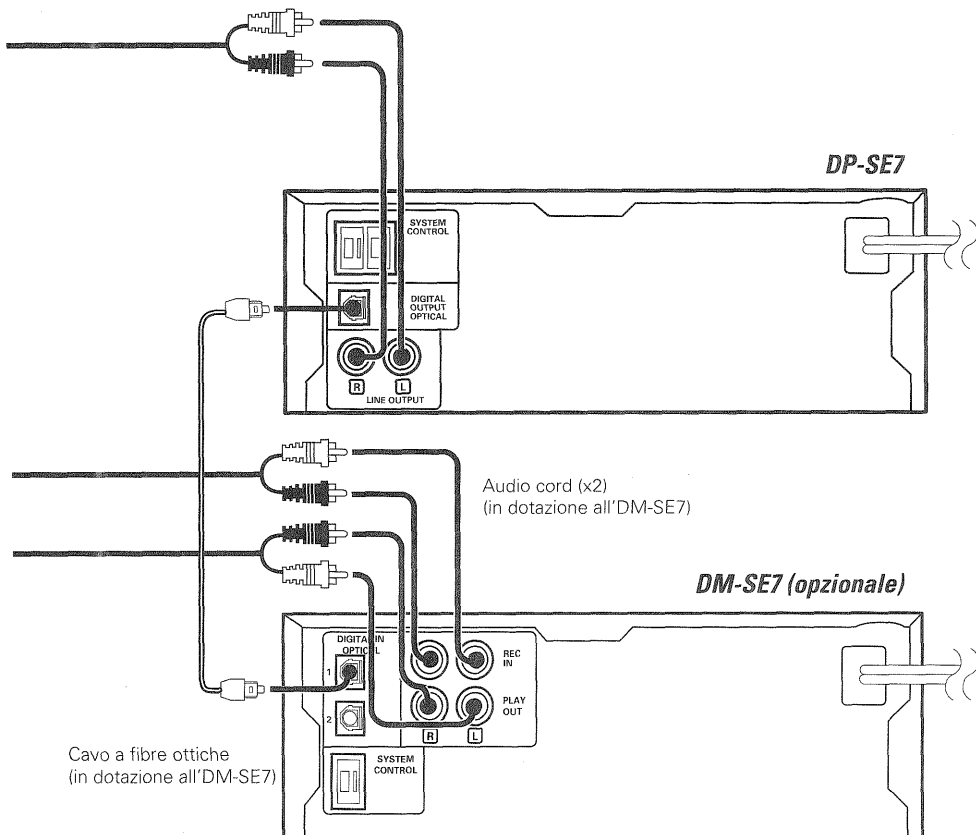 DP-SE7
SYSTEM
CONTROL
DIGITAL
OUTPUT
OPTICAL
R
L
LINE OUTPUT
Audio cord (x2)
(in dotazione all'DM-SE7)
DM-SE7 (opzionale)
DIGITAL IN
OPTICAL
1
2
REC
IN
PLAY
OUT
R
L
SYSTEM
CONTROL
Cavo a fibre ottiche
(in dotazione all'DM-SE7)